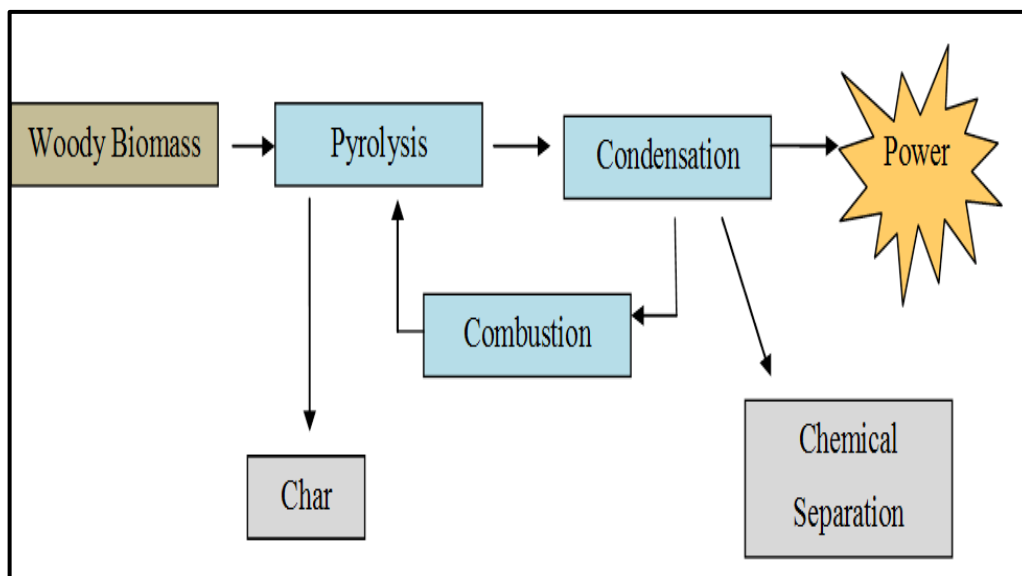 Woody Biomass
Pyrolysis
Condensation
Power
Combustion
Char
Chemical
Separation